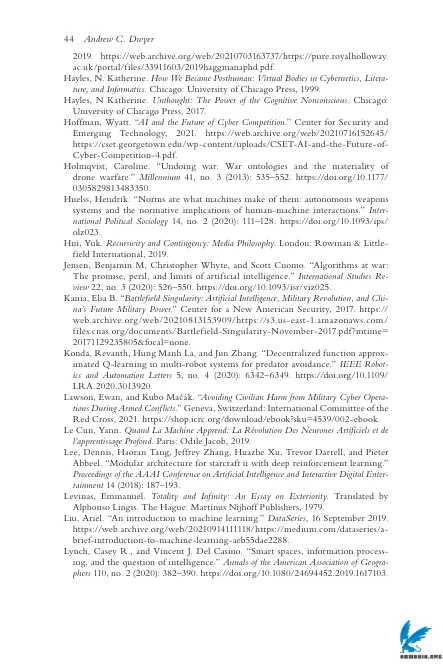 44 Andrew C. Dwyer
2019. https://web.archive.org/web/20210703163737/https://pure.royalholloway.
ac.uk/portal/files/33911603/2019haggmanaphd.pdf.
Hayles, N. Katherine. How We Became Posthuman: Virtual Bodies in Cybernetics, Litera-
ture, and Informatics. Chicago: University of Chicago Press, 1999.
Hayles, N Katherine. Unthought: The Power of the Cognitive Nonconscious. Chicago:
University of Chicago Press, 2017.
Hoffman, Wyatt. “AI and the Future of Cyber Competition.” Center for Security and
Emerging Technology, 2021. https://web.archive.org/web/20210716152645/
https://cset.georgetown.edu/wp-content/uploads/CSET-AI-and-the-Future-of-
Cyber-Competition-4.pdf.
Holmqvist, Caroline. “Undoing war: War ontologies and the materiality of
drone warfare.” Millennium 41, no. 3 (2013): 535–552. https://doi.org/10.1177/
0305829813483350.
Huelss, Hendrik. “Norms are what machines make of them: autonomous weapons
systems and the normative implications of human-machine interactions.” Inter-
national Political Sociology 14, no. 2 (2020): 111–128. https://doi.org/10.1093/ips/
olz023.
Hui, Yuk. Recursivity and Contingency: Media Philosophy. London: Rowman & Little-
field International, 2019.
Jensen, Benjamin M, Christopher Whyte, and Scott Cuomo. “Algorithms at war:
The promise, peril, and limits of artificial intelligence.” International Studies Re-
view 22, no. 3 (2020): 526–550. https://doi.org/10.1093/isr/viz025.
Kania, Elsa B. “Battlefield Singularity: Artificial Intelligence, Military Revolution, and Chi-
na’s Future Military Power.” Center for a New American Security, 2017. https://
web.archive.org/web/20210813153909/https://s3.us-east-1.amazonaws.com/
files.cnas.org/documents/Battlefield-Singularity-November-2017.pdf?mtime=
20171129235805&focal=none.
Konda, Revanth, Hung Manh La, and Jun Zhang. “Decentralized function approx-
imated Q-learning in multi-robot systems for predator avoidance.” IEEE Robot-
ics and Automation Letters 5, no. 4 (2020): 6342–6349. https://doi.org/10.1109/
LRA.2020.3013920.
Lawson, Ewan, and Kubo Mačák. “Avoiding Civilian Harm from Military Cyber Opera-
tions During Armed Conflicts.” Geneva, Switzerland: International Committee of the
Red Cross, 2021. https://shop.icrc.org/download/ebook?sku=4539/002-ebook.
Le Cun, Yann. Quand La Machine Apprend: La Révolution Des Neurones Artificiels et de
l’apprentissage Profond. Paris: Odile Jacob, 2019.
Lee, Dennis, Haoran Tang, Jeffrey Zhang, Huazhe Xu, Trevor Darrell, and Pieter
Abbeel. “Modular architecture for starcraft ii with deep reinforcement learning.”
Proceedings of the AAAI Conference on Artificial Intelligence and Interactive Digital Enter-
tainment 14 (2018): 187–193.
Levinas, Emmanuel. Totality and Infinity: An Essay on Exteriority. Translated by
Alphonso Lingis. The Hague: Martinus Nijhoff Publishers, 1979.
Liu, Ariel. “An introduction to machine learning.” DataSeries, 16 September 2019.
https://web.archive.org/web/20210914111118/https://medium.com/dataseries/a-
brief-introduction-to-machine-learning-aeb55dae2288.
Lynch, Casey R., and Vincent J. Del Casino. “Smart spaces, information process-
ing, and the question of intelligence.” Annals of the American Association of Geogra-
phers 110, no. 2 (2020): 382–390. https://doi.org/10.1080/24694452.2019.1617103.